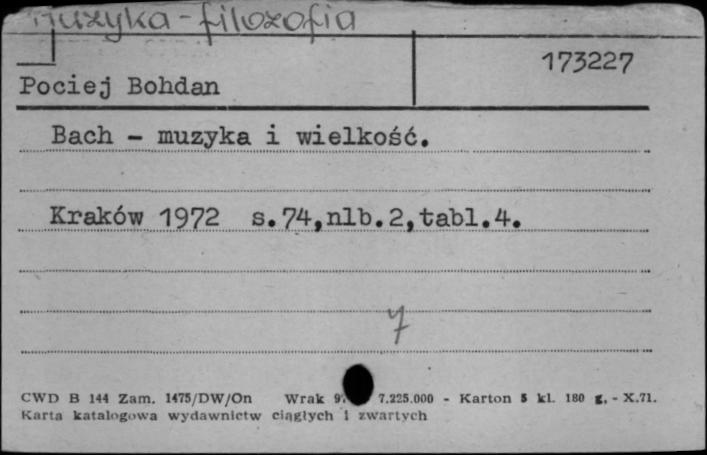 muzyka - filozofia
173227
Pociej Bohdan
Bach - muzyka i wielkość.
Kraków 1972 s.74,nlb.2,tabl.4.
7
CWD B 144 Zam. 1475/DW/On Wrak 7.225.000 - Karton 5 kl. 180 g, - X.71.
Karta katalogowa wydawnictw ciągłych i zwartych